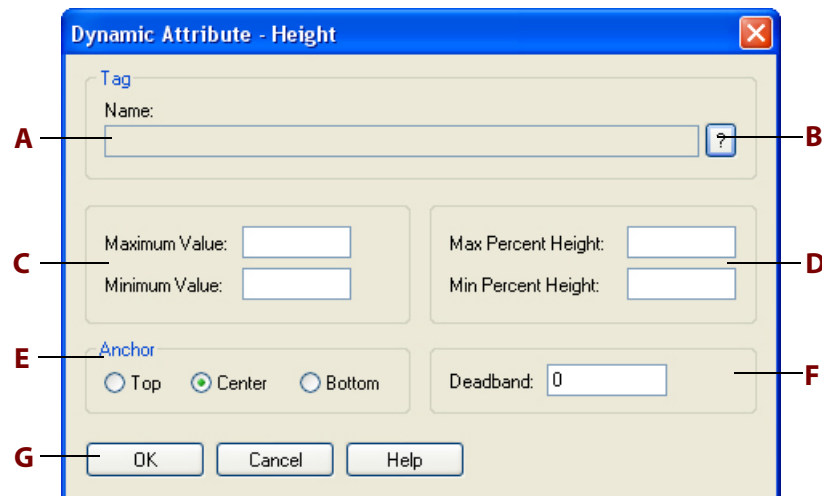 Dynamic Attribute - Height
Tag
Name:
A
?
B
Maximum Value:
Max Percent Height:
C
D
Minimum Value:
Min Percent Height:
E
Anchor
Top
Center
Bottom
Deadband:
0
F
G
OK
Cancel
Help